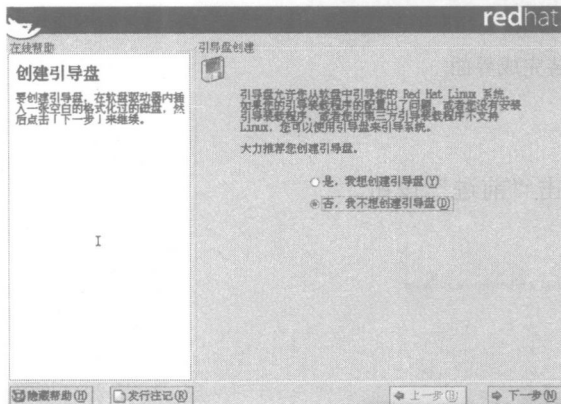 redhat
在线帮助
创建引导盘
要创建引导盘，在软盘驱动器内插
入一张空白的格式化过的磁盘，然
后点击「下一步」来继续。
引导盘创建
引导盘允许您从软盘中引导您的 Red Hat Linux 系统。
如果您的引导装载程序的配置出了问题，或者您没有安装
引导装载程序，或者您的第三方引导装载程序不支持
Linux，您可以使用引导盘来引导系统。
大力推荐您创建引导盘。
是，我想创建引导盘(Y)
否，我不想创建引导盘(D)
隐藏帮助(H)
发行注记(R)
上一步(B)
下一步(N)